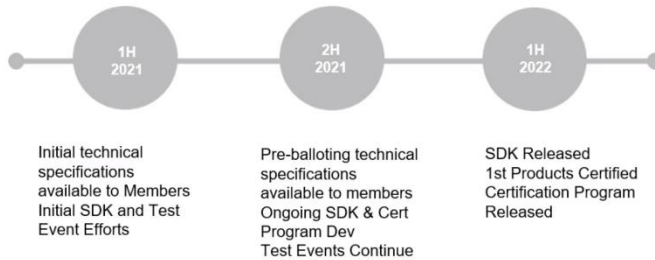 1H
2021
2H
2021
1H
2022
Initial technical
specifications
available to Members
Initial SDK and Test
Event Efforts
Pre-balloting technical
specifications
available to members
Ongoing SDK & Cert
Program Dev
Test Events Continue
SDK Released
1st Products Certified
Certification Program
Released